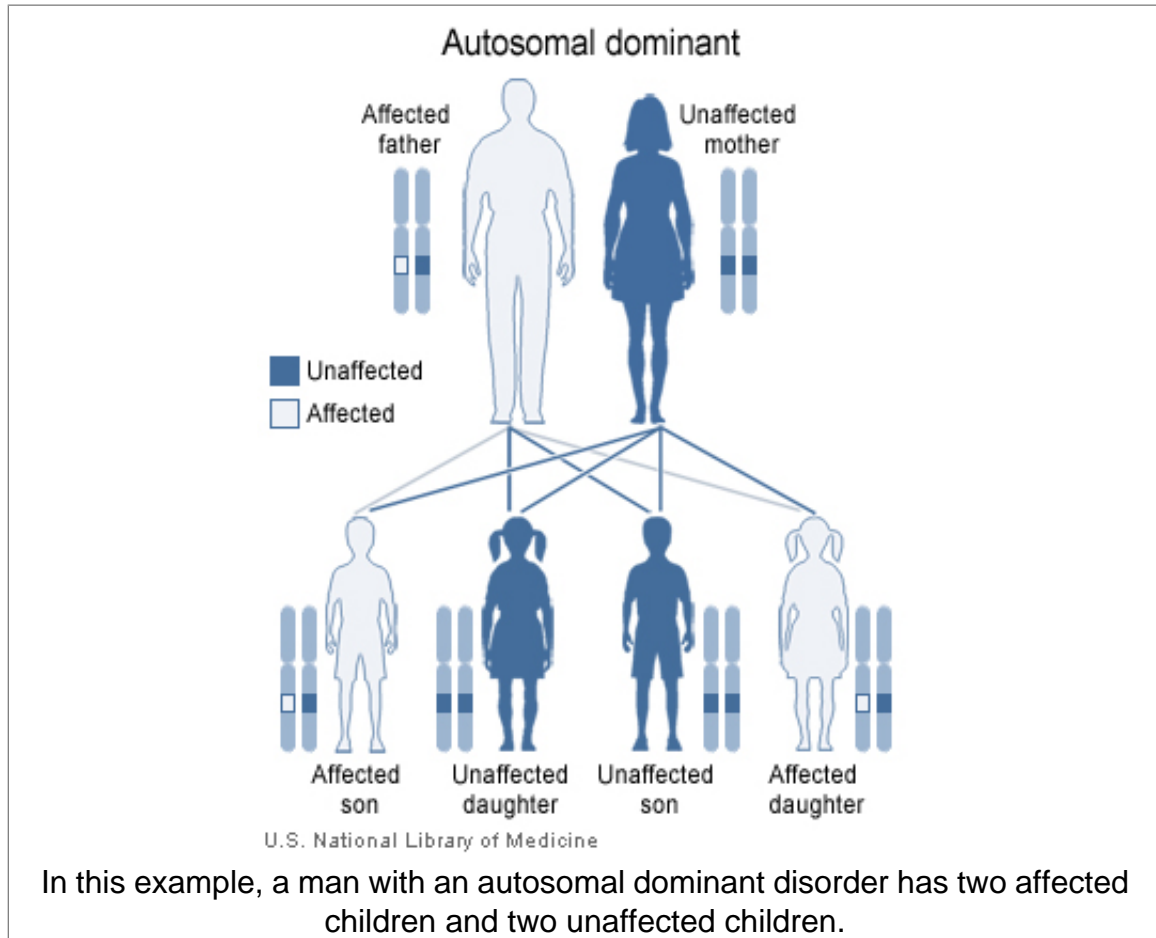 Autosomal dominant
Affected
father
Unaffected
mother
Unaffected
Affected
Affected
son
Unaffected
daughter
Unaffected
son
Affected
daughter
U.S. National Library of Medicine
In this example, a man with an autosomal dominant disorder has two affected
children and two unaffected children.